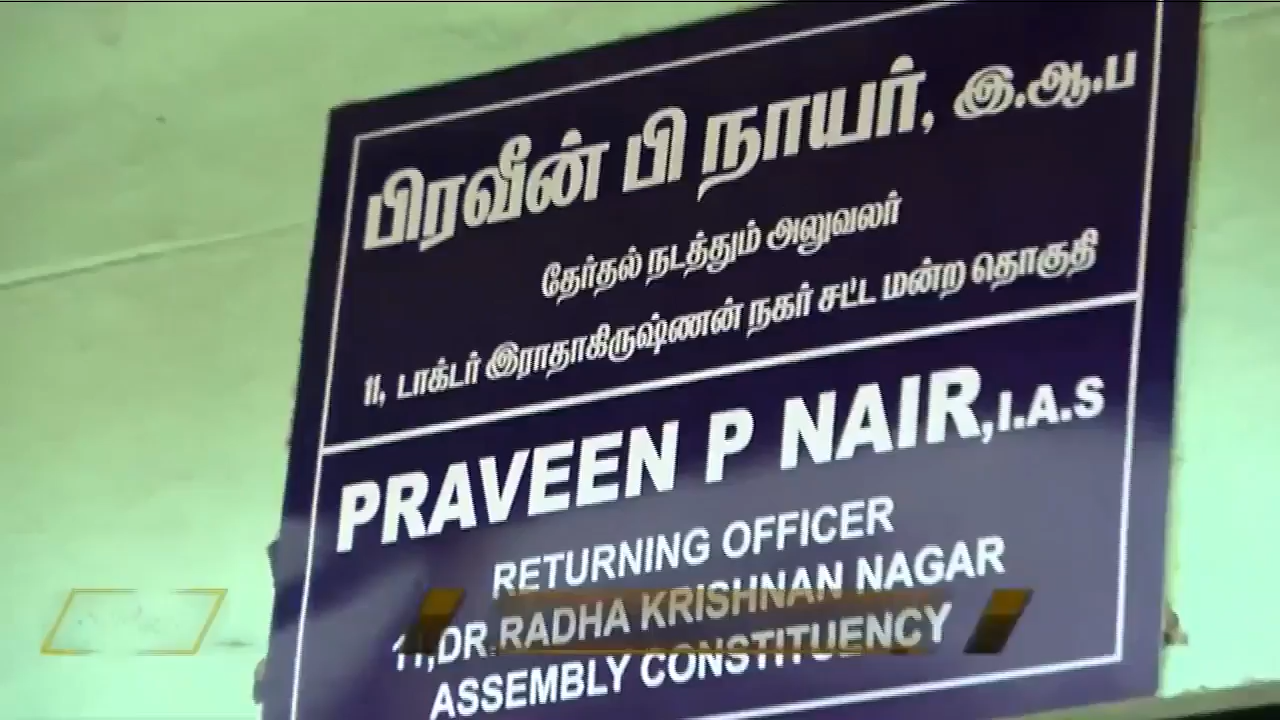 பிரவீன் பி நாயர், இ.ஆ.ப
தேர்தல் நடத்தும் அலுவலர்
11, டாக்டர் இராதாகிருஷ்ணன் நகர் சட்ட மன்ற தொகுதி
PRAVEEN P NAIR,I.A.S
RETURNING OFFICER
11,DR.RADHA KRISHNAN NAGAR
ASSEMBLY CONSTITUENCY